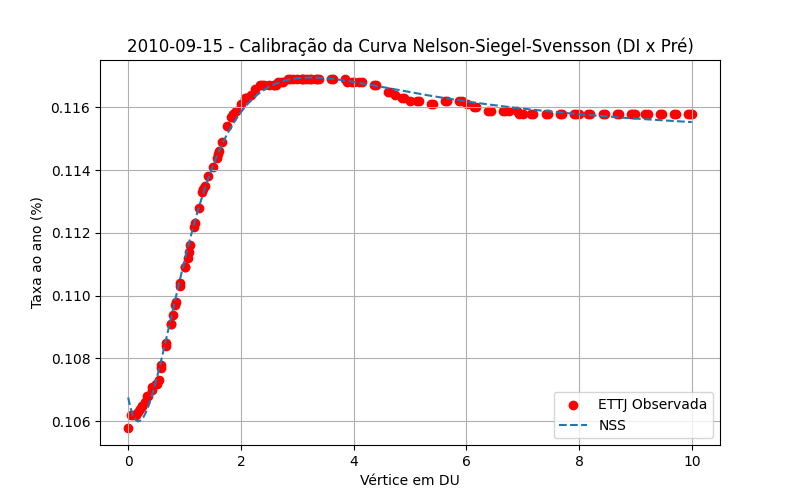 2010-09-15 - Calibração da Curva Nelson-Siegel-Svensson (DI x Pré)
Taxa ao ano (%)
0.116
0.114
0.112
0.110
0.108
0.106
0 2 4 6 8 10
Vértice em DU
ETTJ Observada
NSS